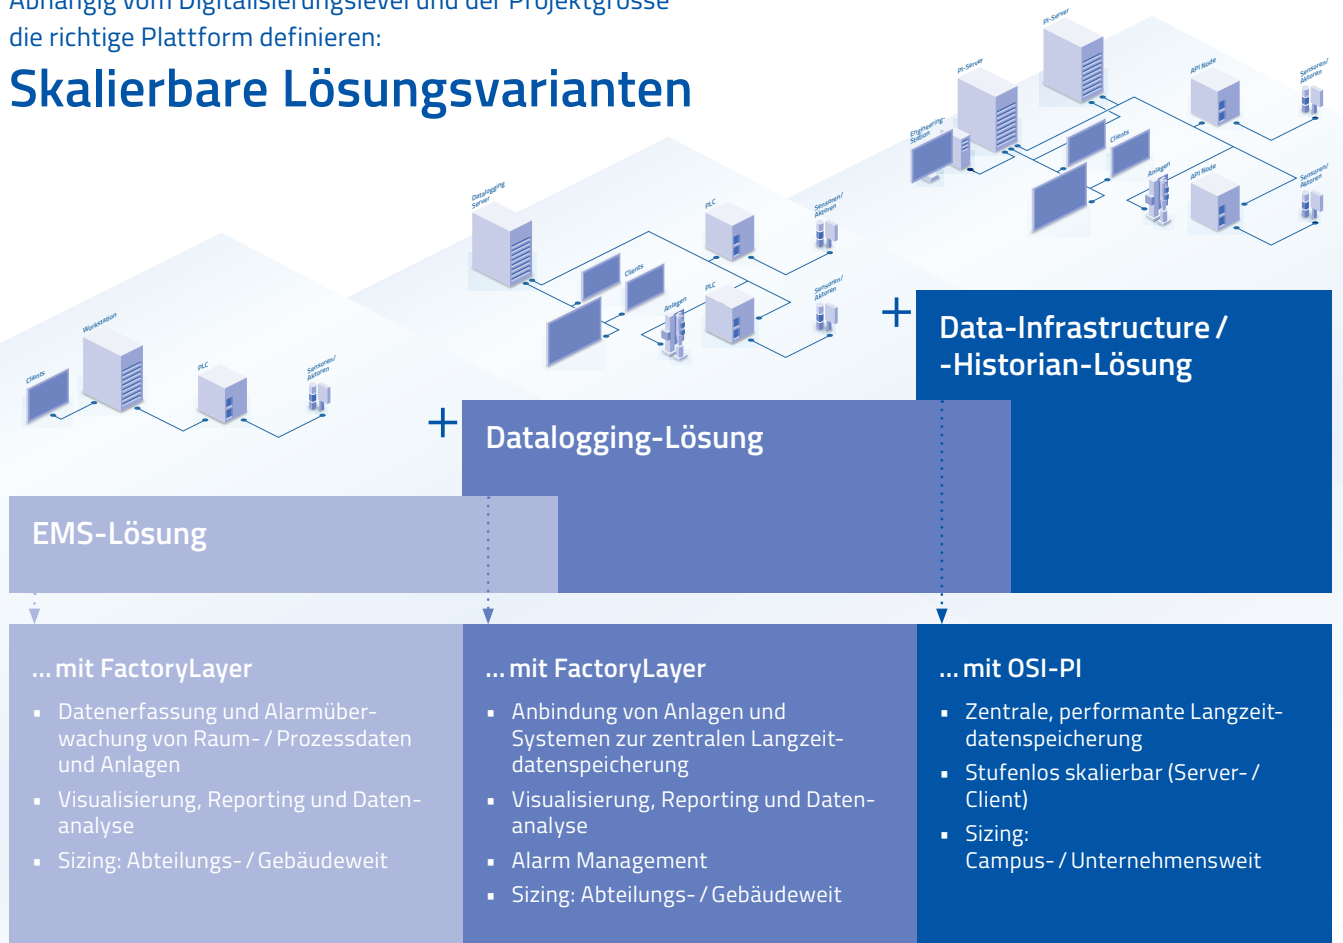 Abhängig vom Digitalisierungslevel und der Projektgrösse
die richtige Plattform definieren:
Skalierbare Lösungsvarianten
Clients
Workstation
PLC
Sensoren/
Aktoren
Datalogging
Server
Clients
Anlagen
PLC
PLC
Sensoren/
Aktoren
Sensoren/
Aktoren
Engineering-
Station
PI-Server
PI-Server
Clients
Anlagen
API Node
API Node
Sensoren/
Aktoren
Sensoren/
Aktoren
+
+
EMS-Lösung
Datalogging-Lösung
Data-Infrastructure /
-Historian-Lösung
... mit FactoryLayer
▪ Datenerfassung und Alarmüber-
wachung von Raum- / Prozessdaten
und Anlagen
▪ Visualisierung, Reporting und Daten-
analyse
▪ Sizing: Abteilungs- / Gebäudeweit
... mit FactoryLayer
▪ Anbindung von Anlagen und
Systemen zur zentralen Langzeit-
datenspeicherung
▪ Visualisierung, Reporting und Daten-
analyse
▪ Alarm Management
▪ Sizing: Abteilungs- / Gebäudeweit
... mit OSI-PI
▪ Zentrale, performante Langzeit-
datenspeicherung
▪ Stufenlos skalierbar (Server- /
Client)
▪ Sizing:
Campus- / Unternehmensweit